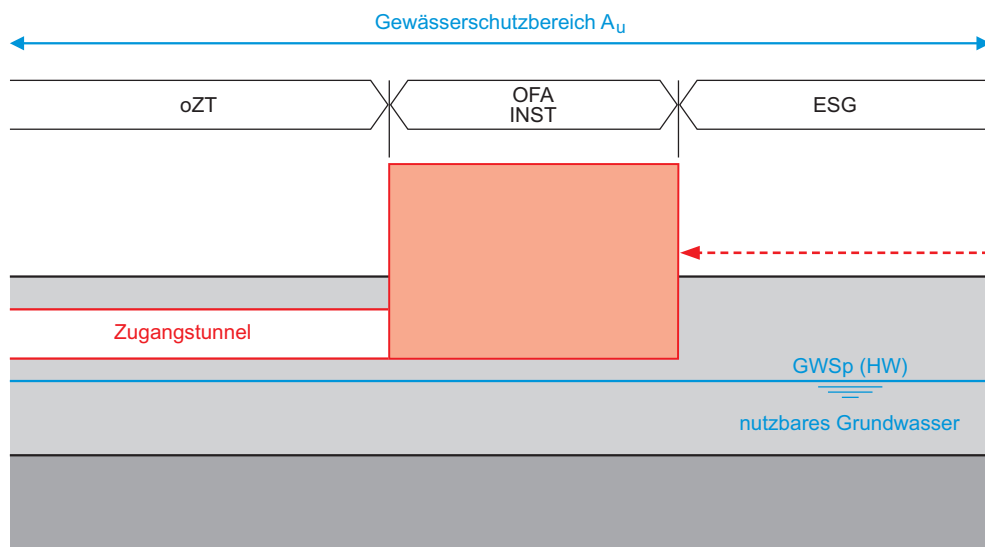 Gewässerschutzbereich Au
oZT
OFA
INST
ESG
Zugangstunnel
GWSp (HW)
nutzbares Grundwasser